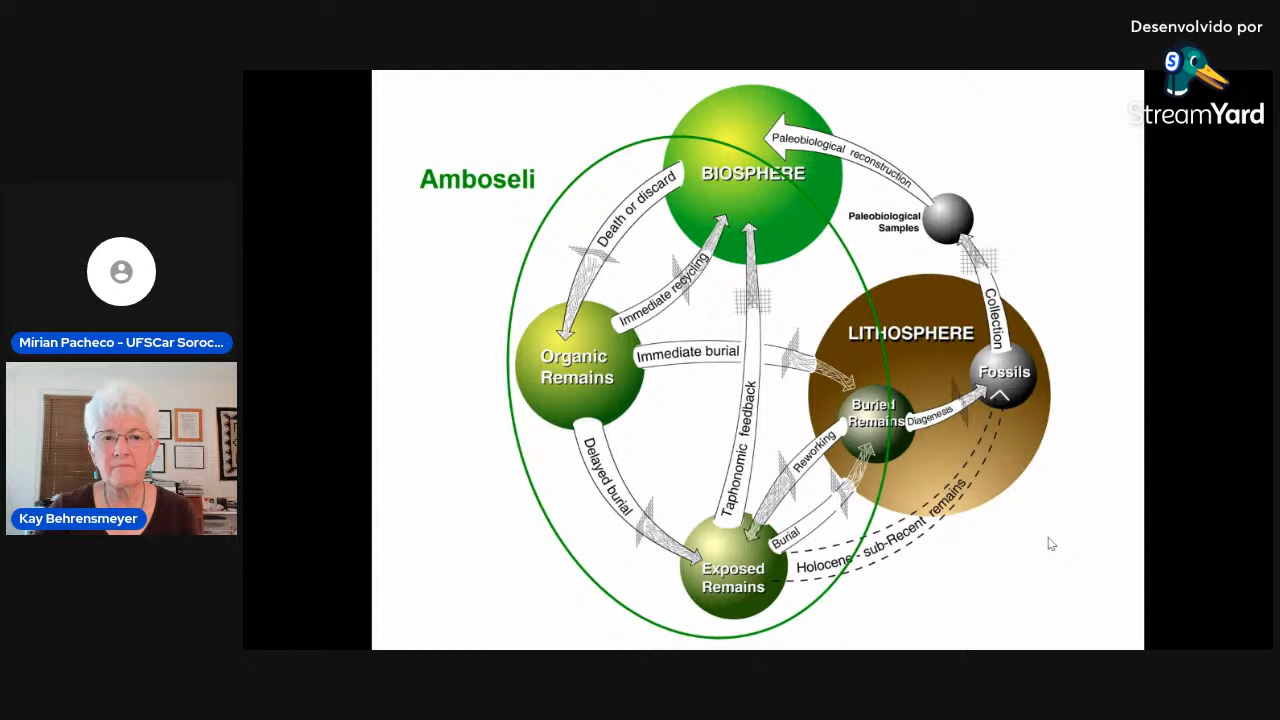 Desenvolvido por
StreamYard
Amboseli
BIOSPHERE
Paleobiological reconstruction
Death or discard
Paleobiological
Samples
Immediate recycling
Collection
LITHOSPHERE
Organic
Remains
Immediate burial
Fossils
Buried
Remains
Diagenesis
Taphonomic feedback
Reworking
Delayed burial
Burial
Holocene - sub-Recent remains
Exposed
Remains
Mírian Pacheco - UFSCar Soroc...
Kay Behrensmeyer